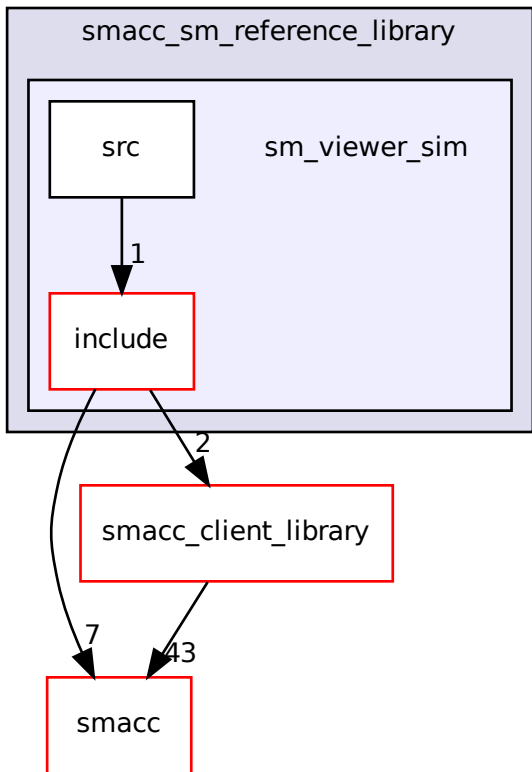 smacc_sm_reference_library
src
sm_viewer_sim
1
include
2
smacc_client_library
7
43
smacc